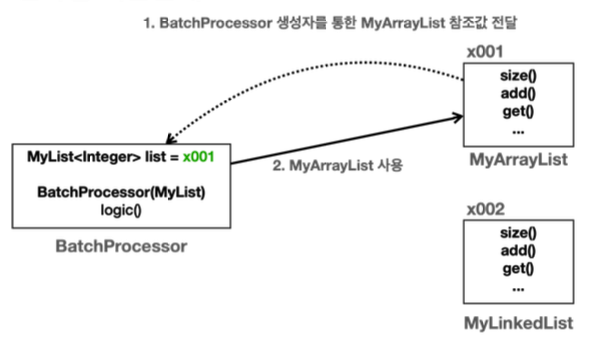 1. BatchProcessor 생성자를 통한 MyArrayList 참조값 전달
x001
size()
add()
get()
...
MyArrayList
MyList<Integer> list = x001
BatchProcessor(MyList)
logic()
BatchProcessor
2. MyArrayList 사용
x002
size()
add()
get()
...
MyLinkedList